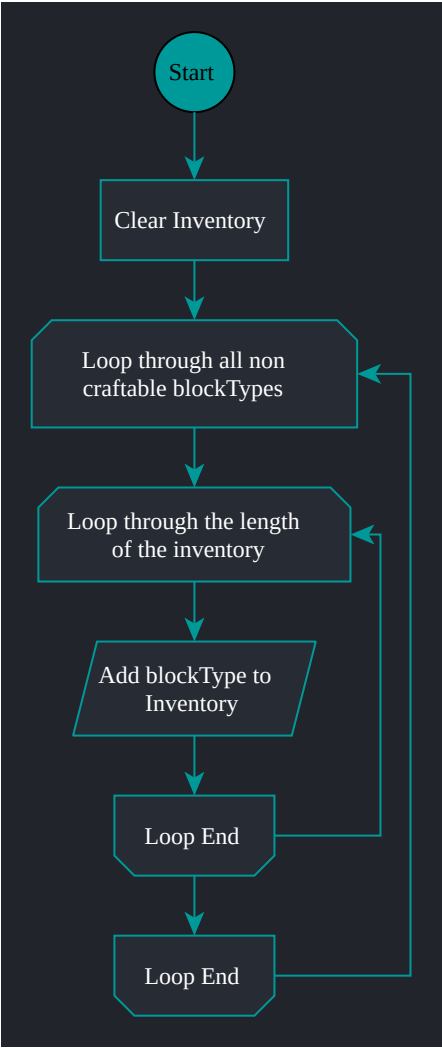 Start
Clear Inventory
Loop through all non
craftable blockTypes
Loop through the length
of the inventory
Add blockType to
Inventory
Loop End
Loop End